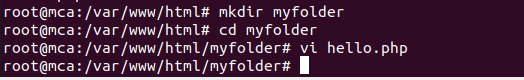 root@mca:/var/www/html# mkdir myfolder
root@mca:/var/www/html# cd myfolder
root@mca:/var/www/html/myfolder# vi hello.php
root@mca:/var/www/html/myfolder#